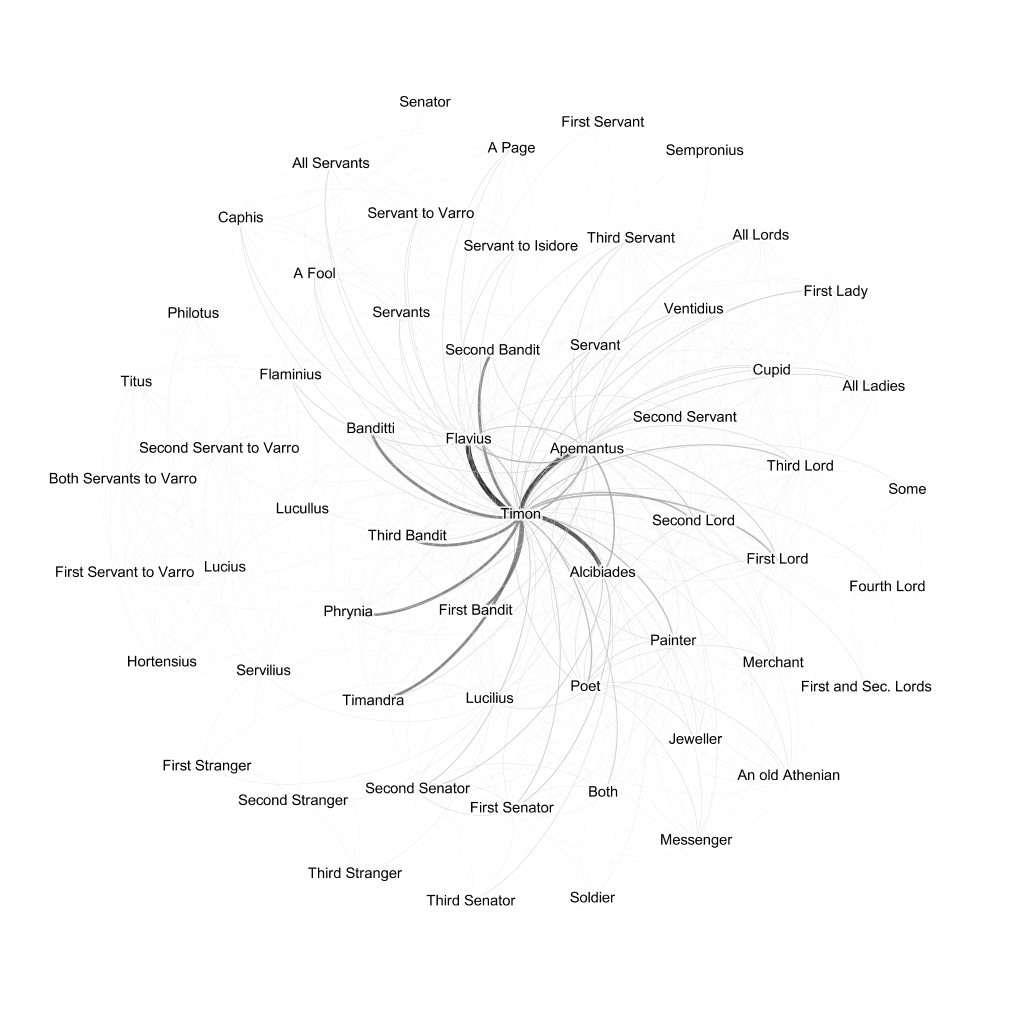 Senator
First Servant
A Page
Sempronius
All Servants
Servant to Varro
Caphis
All Lords
Third Servant
Servant to Isidore
A Fool
First Lady
Ventidius
Servants
Philotus
Servant
Second Bandit
Cupid
Flaminius
Titus
All Ladies
Second Servant
Banditti
Flavius
Second Servant to Varro
Apemantus
Third Lord
Both Servants to Varro
Some
Lucullus
Timon
Second Lord
Third Bandit
First Lord
Lucius
First Servant to Varro
Alcibiades
Fourth Lord
First Bandit
Phrynia
Painter
Hortensius
Merchant
Servilius
Poet
First and Sec. Lords
Lucilius
Timandra
Jeweller
First Stranger
An old Athenian
Second Senator
Both
Second Stranger
First Senator
Messenger
Third Stranger
Soldier
Third Senator